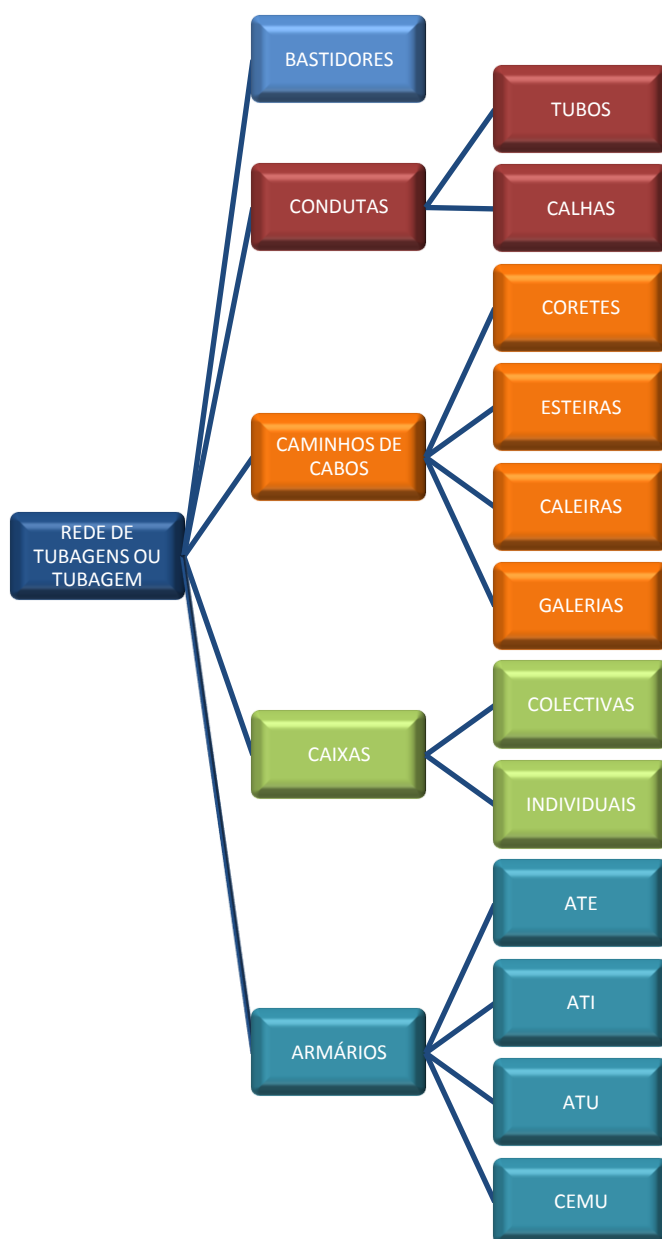 BASTIDORES
TUBOS
CONDUTAS
CALHAS
CORETES
ESTEIRAS
CAMINHOS DE
CABOS
CALEIRAS
REDE DE
TUBAGENS OU
TUBAGEM
GALERIAS
COLECTIVAS
CAIXAS
INDIVIDUAIS
ATE
ATI
ARMÁRIOS
ATU
CEMU